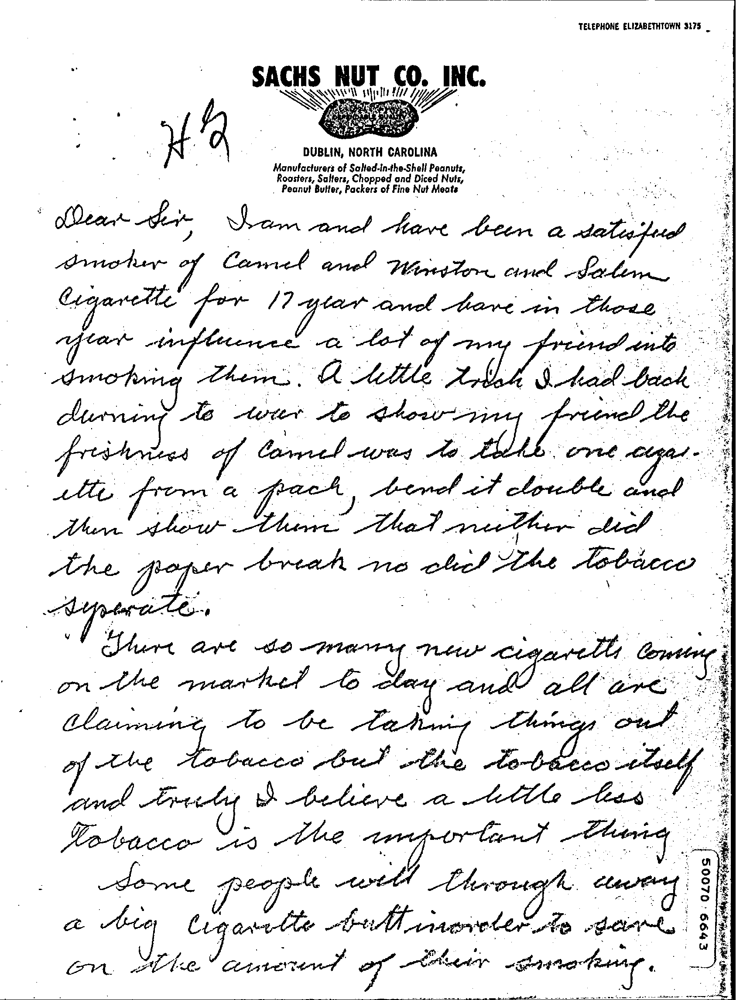 TELEPHONE ELIZABETHTOWN 3175
SACHS NUT CO. INC.
DUBLIN, NORTH CAROLINA
Manufacturers of Salted-in-the-Shell Peanuts,
Roasters, Salters, Chopped and Diced Nuts,
Peanut Butter, Packers of Fine Nut Meats
Dear Sir, I am and have been a satisfied
smoker of Camel and Winston and Salem
Cigarette for 17 year and have in those
year influence a lot of my friend into
smoking them. A little trick I had back
durning to war to show my friend the
freshness of Camel was to take one cigar-
ette from a pack, bend it double and
then show them that neither did
the paper break no did the tobacco
seperate.
There are so many new cigaretts coming
on the market to day and all are
claiming to be taking things out
of the tobacco but the tobacco itself
and truly I believe a little less
Tobacco is the important thing
Some people will through away
a big cigarette butt inorder to save
on the amount of their smoking.
50070 6643